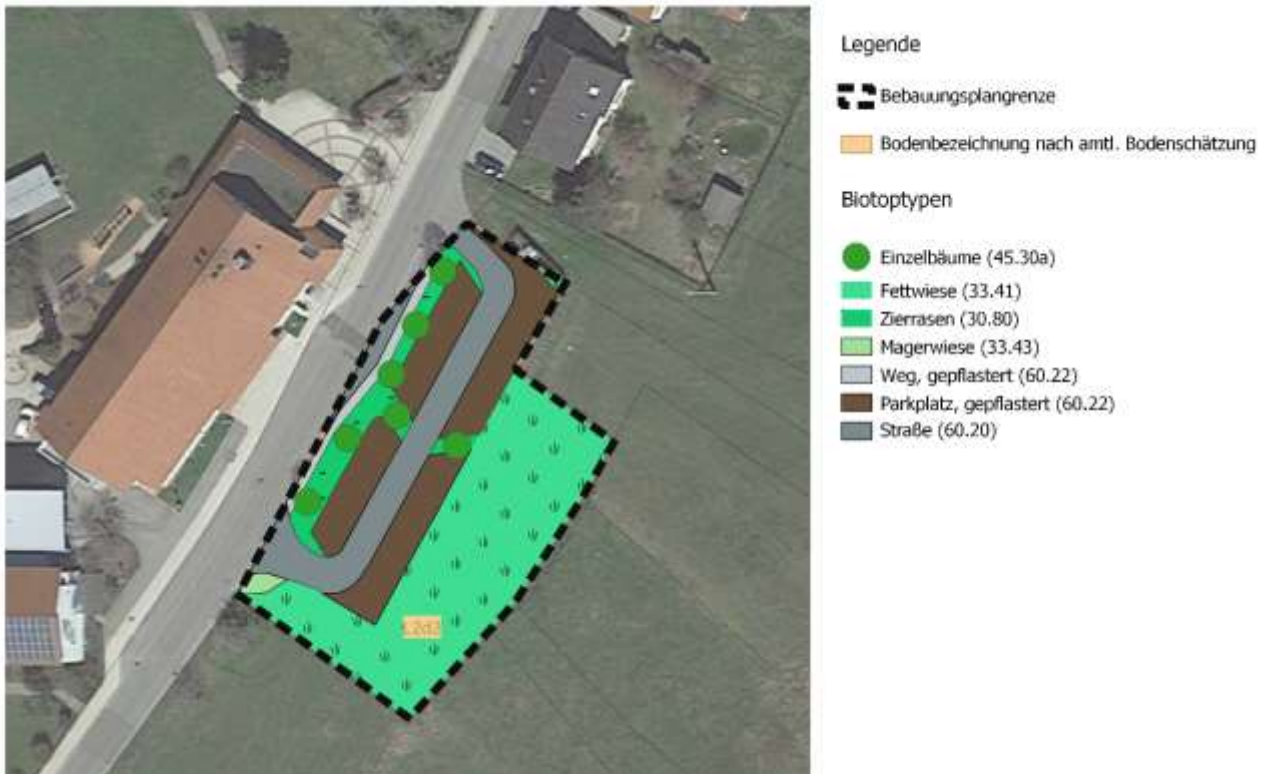 Legende
Bebauungsplangrenze
Bodenbezeichnung nach amtl. Bodenschätzung
Biotoptypen
Einzelbäume (45.30a)
Fettwiese (33.41)
Zierrasen (30.80)
Magerwiese (33.43)
Weg, gepflastert (60.22)
Parkplatz, gepflastert (60.22)
Straße (60.20)